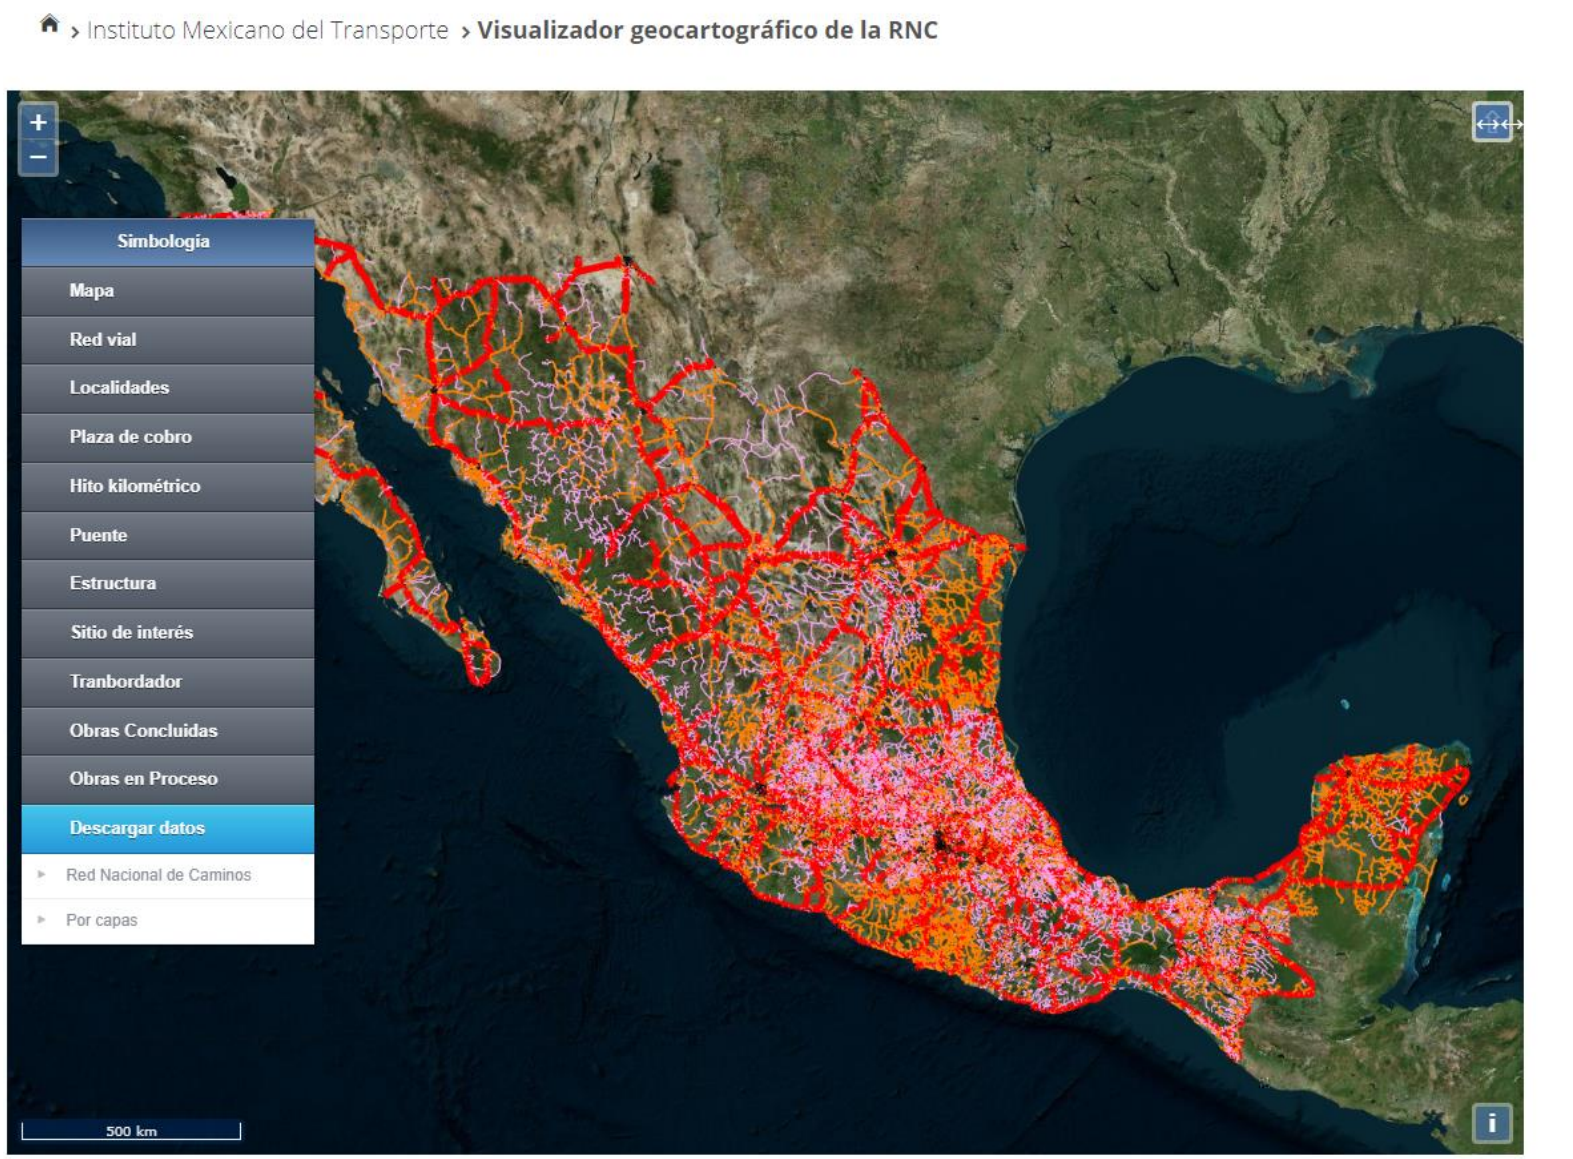 > Instituto Mexicano del Transporte > Visualizador geocartográfico de la RNC
+
−
Simbología
Mapa
Red vial
Localidades
Plaza de cobro
Hito kilométrico
Puente
Estructura
Sitio de interés
Tranbordador
Obras Concluidas
Obras en Proceso
Descargar datos
Red Nacional de Caminos
Por capas
500 km
i